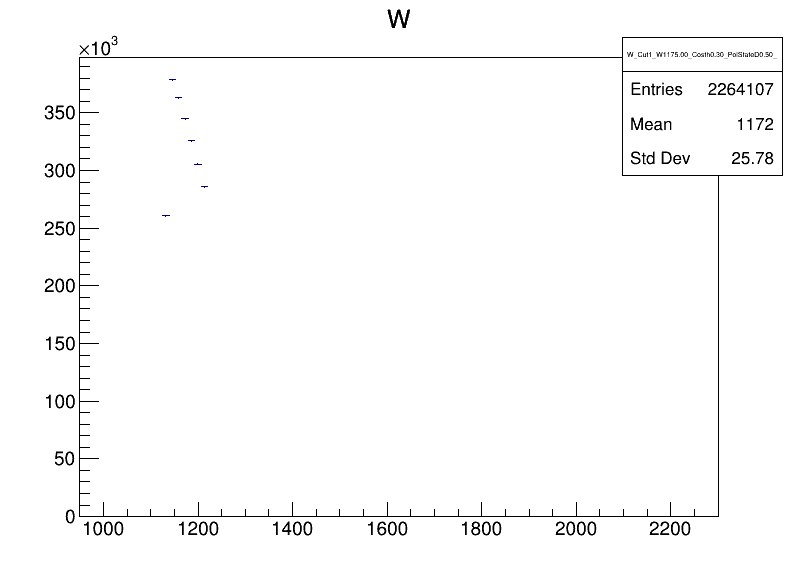 W
×10³
W_Cut1_W1175.00_Costh0.30_PolStateD0.50_
Entries 2264107
Mean 1172
Std Dev 25.78
350
300
250
200
150
100
50
0
1000 1200 1400 1600 1800 2000 2200